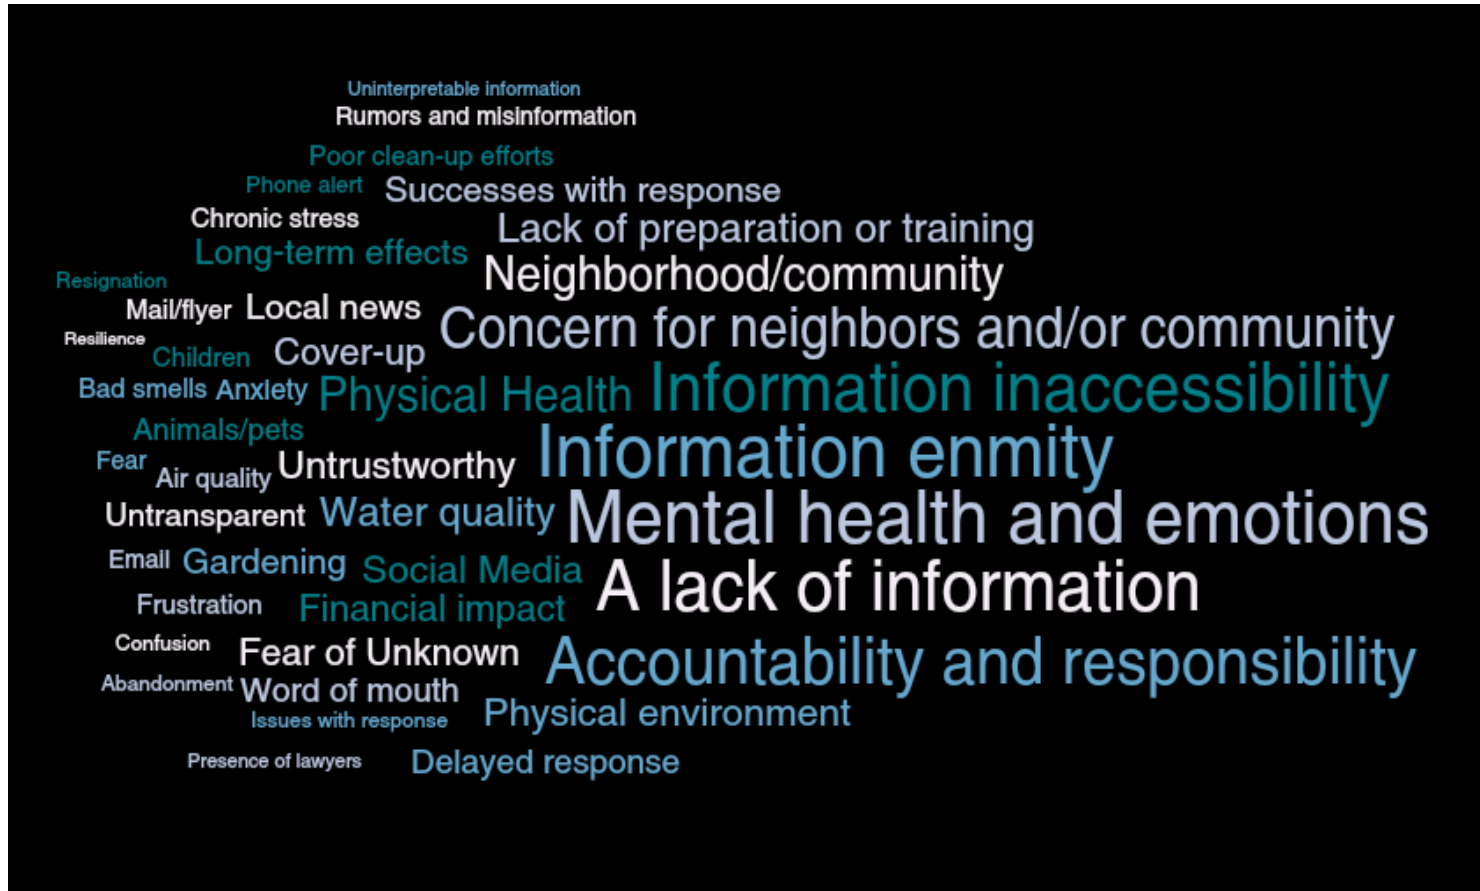 Uninterpretable information
Rumors and misinformation
Poor clean-up efforts
Phone alert
Successes with response
Chronic stress
Lack of preparation or training
Long-term effects
Neighborhood/community
Resignation
Mail/flyer
Local news
Concern for neighbors and/or community
Resilience
Children
Cover-up
Bad smells
Anxiety
Physical Health
Information inaccessibility
Animals/pets
Information enmity
Fear
Air quality
Untrustworthy
Untransparent
Water quality
Mental health and emotions
Email
Gardening
Social Media
A lack of information
Frustration
Financial impact
Confusion
Fear of Unknown
Accountability and responsibility
Abandonment
Word of mouth
Issues with response
Physical environment
Presence of lawyers
Delayed response